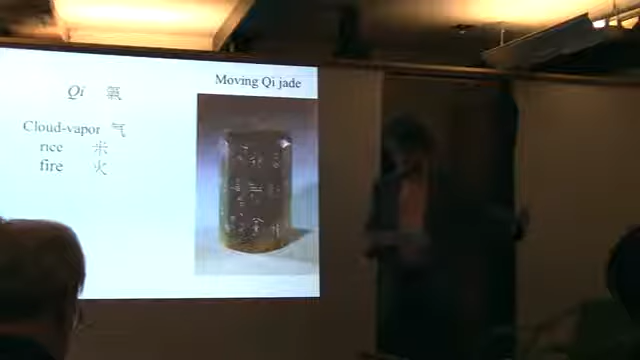 Qi 氣
Cloud-vapor 气
rice 米
fire 火
Moving Qi jade